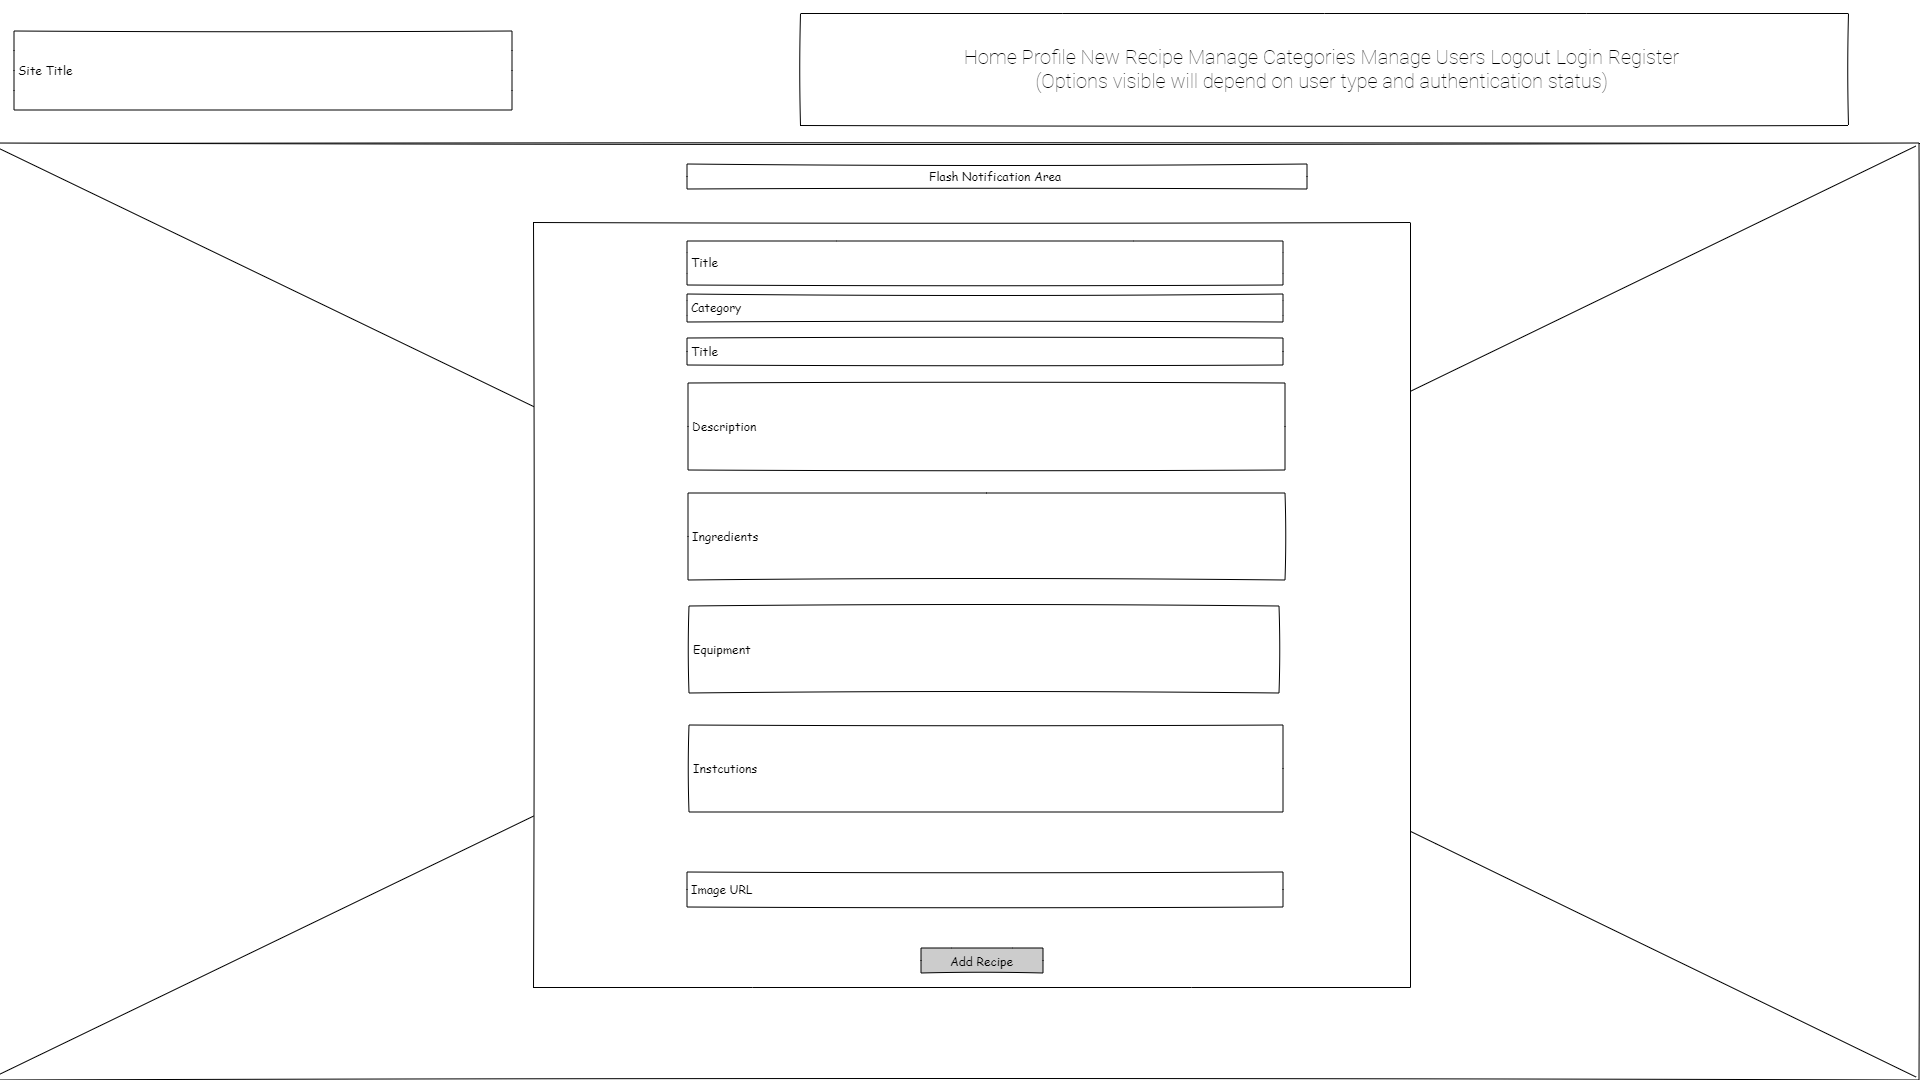 Site Title
Home Profile New Recipe Manage Categories Manage Users Logout Login Register
(Options visible will depend on user type and authentication status)
Flash Notification Area
Title
Category
Title
Description
Ingredients
Equipment
Instcutions
Image URL
Add Recipe